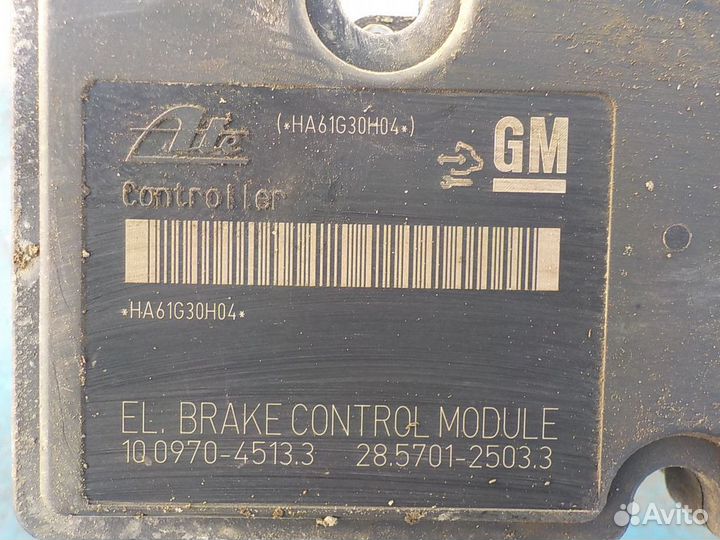 Ate
(*HA61G30H04*)
GM
Controller
*HA61G30H04*
EL. BRAKE CONTROL MODULE
10.0970-4513.3 28.5701-2503.3
Avito